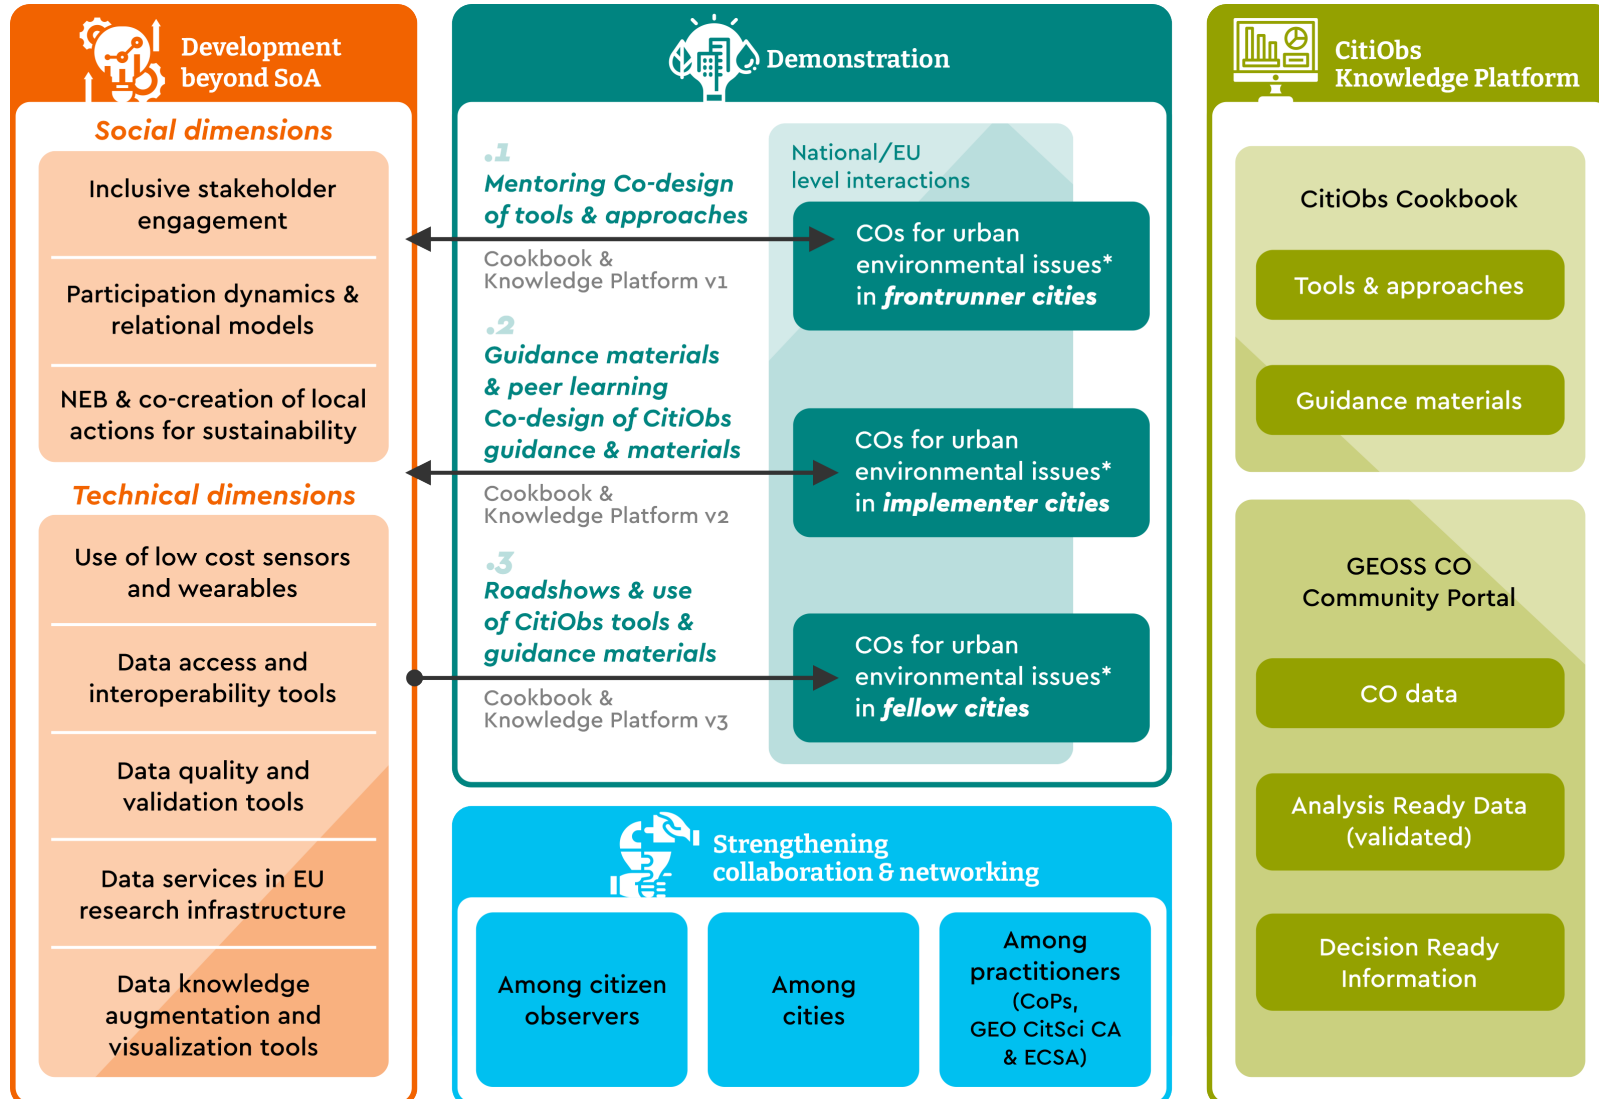 Development
beyond SoA
Social dimensions
Inclusive stakeholder
engagement
Participation dynamics &
relational models
NEB & co-creation of local
actions for sustainability
Technical dimensions
Use of low cost sensors
and wearables
Data access and
interoperability tools
Data quality and
validation tools
Data services in EU
research infrastructure
Data knowledge
augmentation and
visualization tools
Demonstration
.1
Mentoring Co-design
of tools & approaches
Cookbook &
Knowledge Platform v1
.2
Guidance materials
& peer learning
Co-design of CitiObs
guidance & materials
Cookbook &
Knowledge Platform v2
.3
Roadshows & use
of CitiObs tools &
guidance materials
Cookbook &
Knowledge Platform v3
National/EU
level interactions
COs for urban
environmental issues*
in frontrunner cities
COs for urban
environmental issues*
in implementer cities
COs for urban
environmental issues*
in fellow cities
Strengthening
collaboration & networking
Among citizen
observers
Among
cities
Among
practitioners
(CoPs,
GEO CitSci CA
& ECSA)
CitiObs
Knowledge Platform
CitiObs Cookbook
Tools & approaches
Guidance materials
GEOSS CO
Community Portal
CO data
Analysis Ready Data
(validated)
Decision Ready
Information